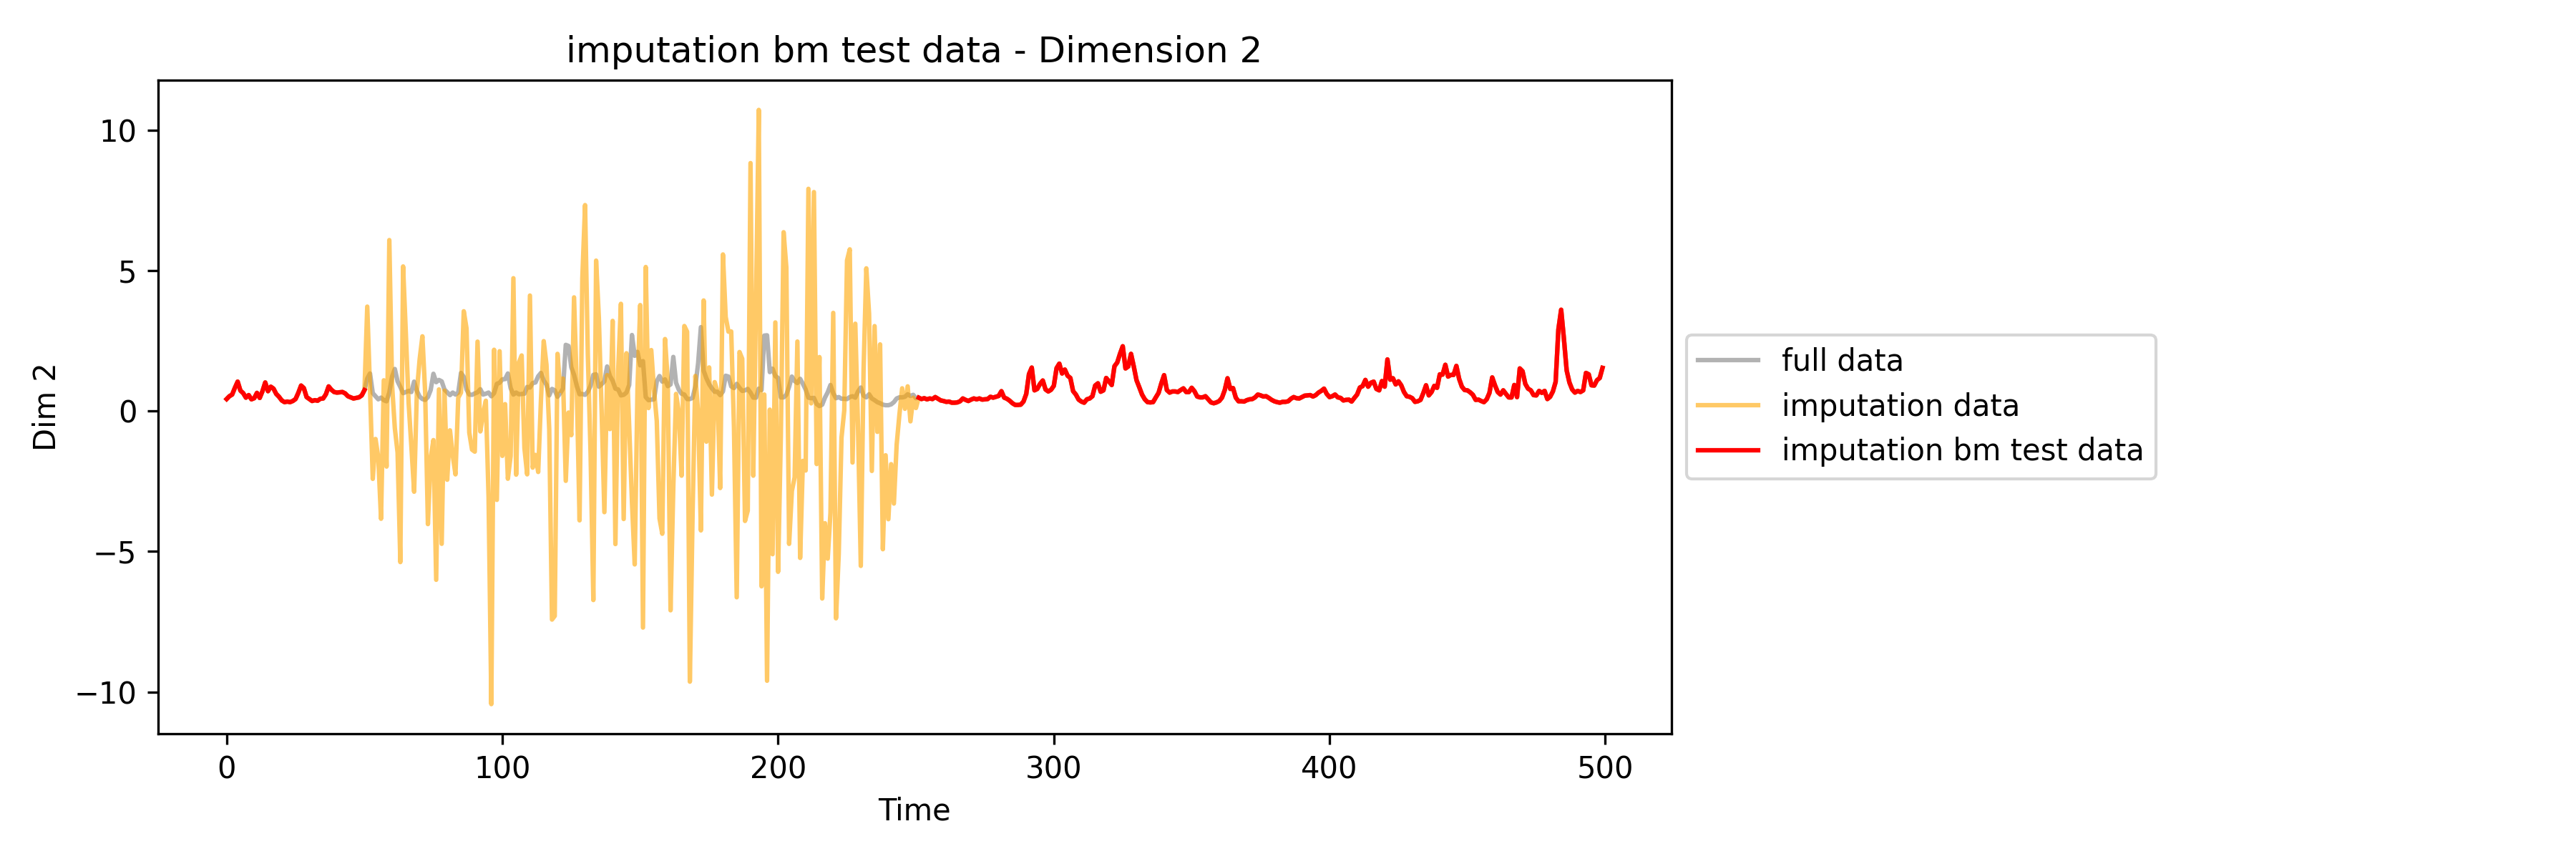 imputation bm test data - Dimension 2
10
5
0
−5
−10
Dim 2
0 100 200 300 400 500
Time
full data
imputation data
imputation bm test data